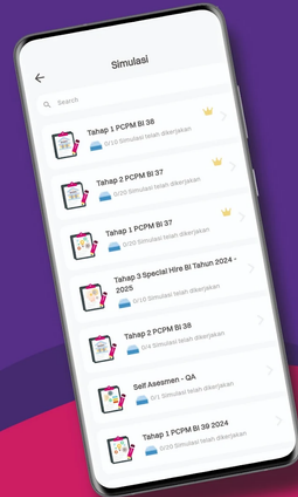 Simulasi
Search
Tahap 1 PCPM BI 36
0/10 Simulasi telah dikerjakan
Tahap 2 PCPM BI 37
0/20 Simulasi telah dikerjakan
Tahap 1 PCPM BI 37
0/20 Simulasi telah dikerjakan
Tahap 3 Special Hire BI Tahun 2024 -
2025
0/10 Simulasi telah dikerjakan
Tahap 2 PCPM BI 38
0/4 Simulasi telah dikerjakan
Self Asesmen - QA
0/1 Simulasi telah dikerjakan
Tahap 1 PCPM BI 39 2024
0/20 Simulasi telah dikerjakan